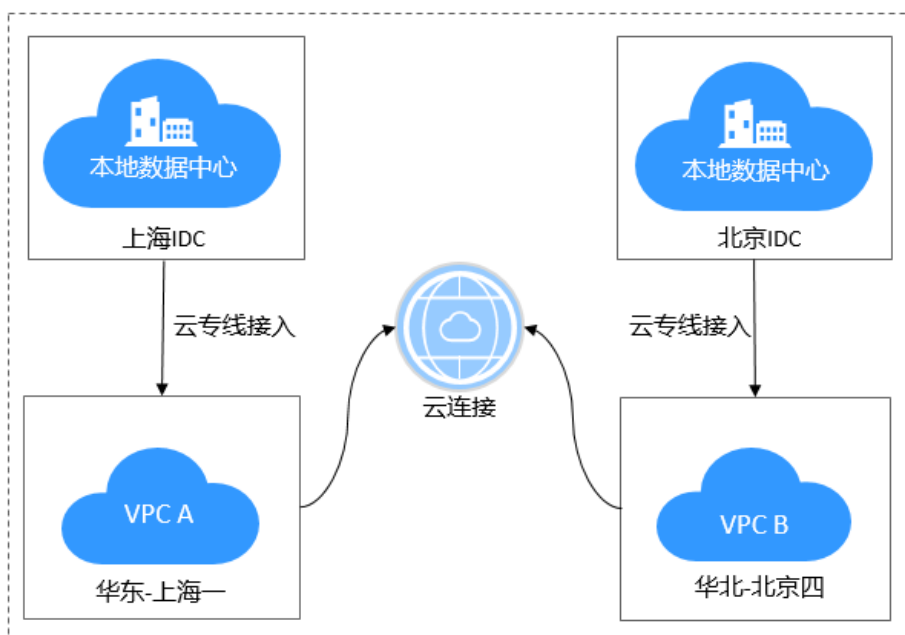 本地数据中心
上海IDC
本地数据中心
北京IDC
云专线接入
云专线接入
云连接
VPC A
华东-上海一
VPC B
华北-北京四